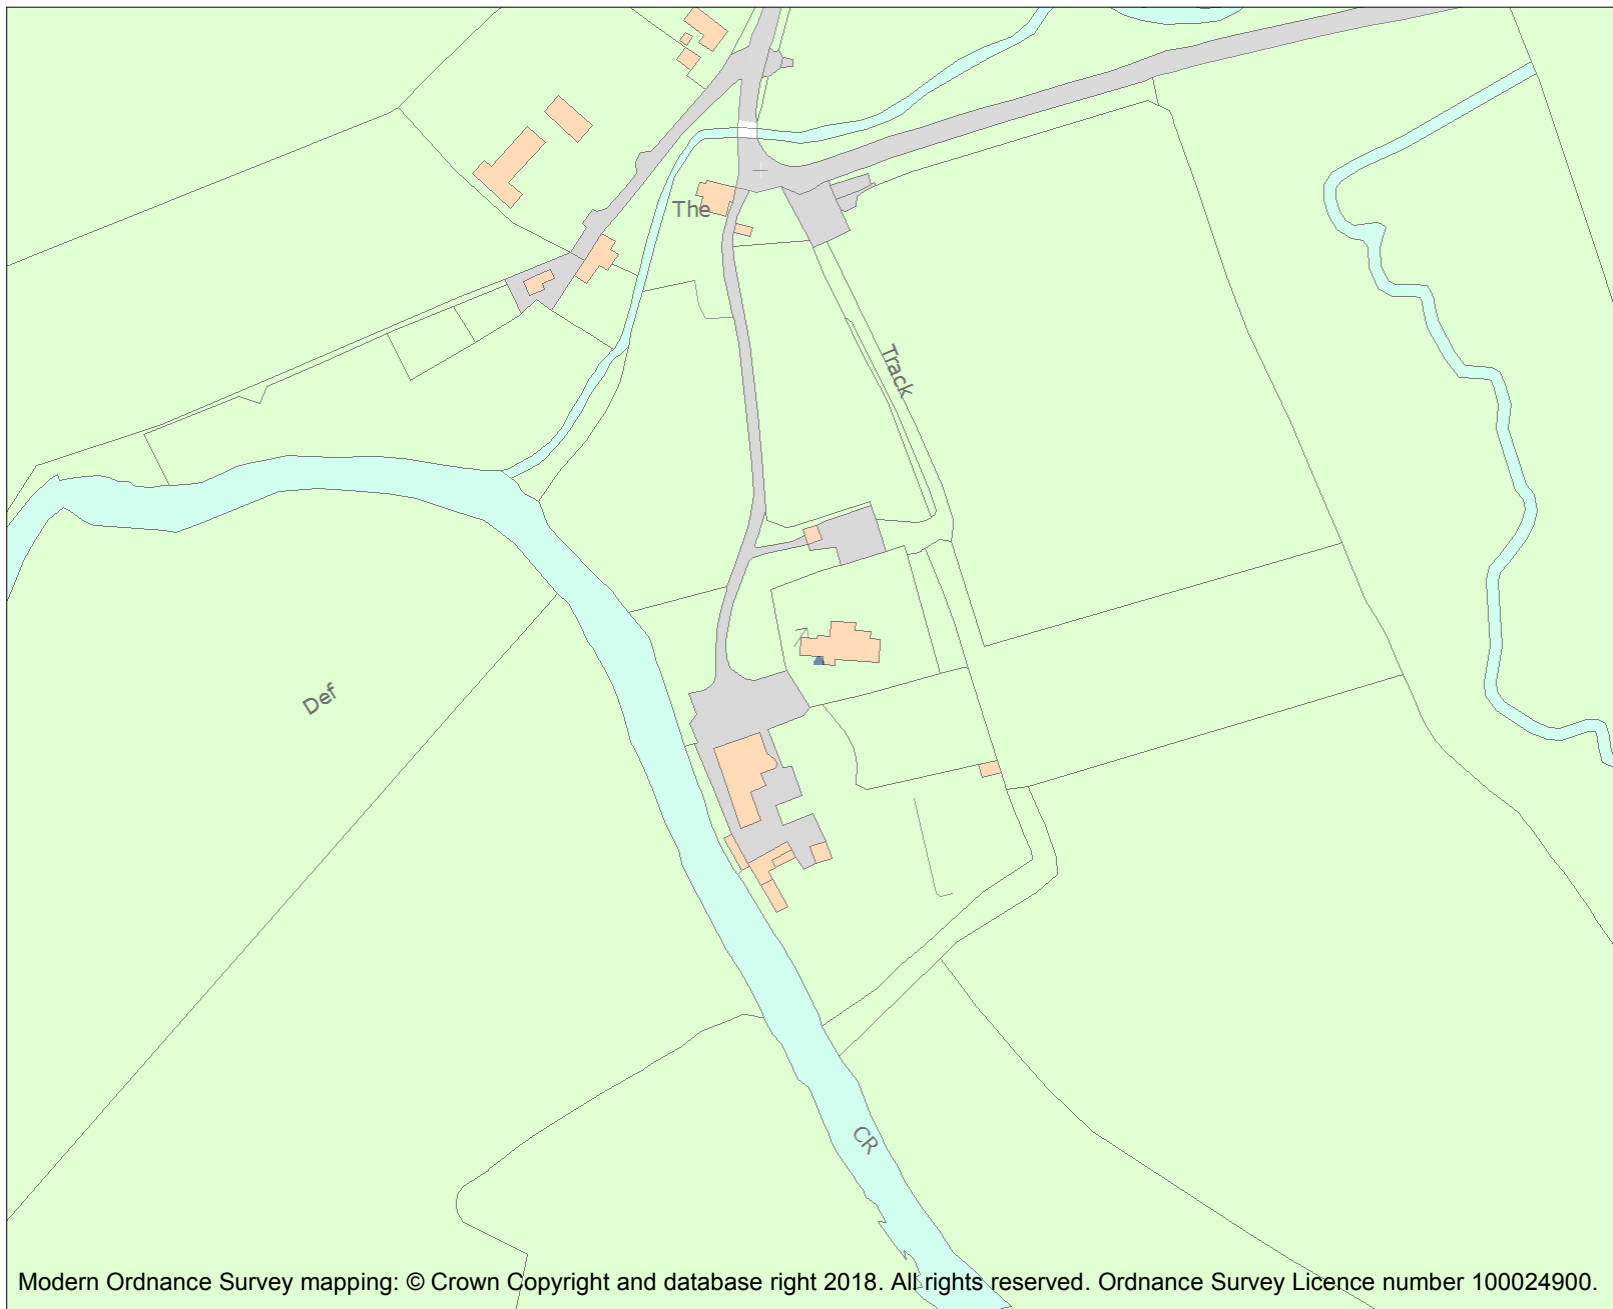 The
Track
Def
CR
Modern Ordnance Survey mapping: © Crown Copyright and database right 2018. All rights reserved. Ordnance Survey Licence number 100024900.